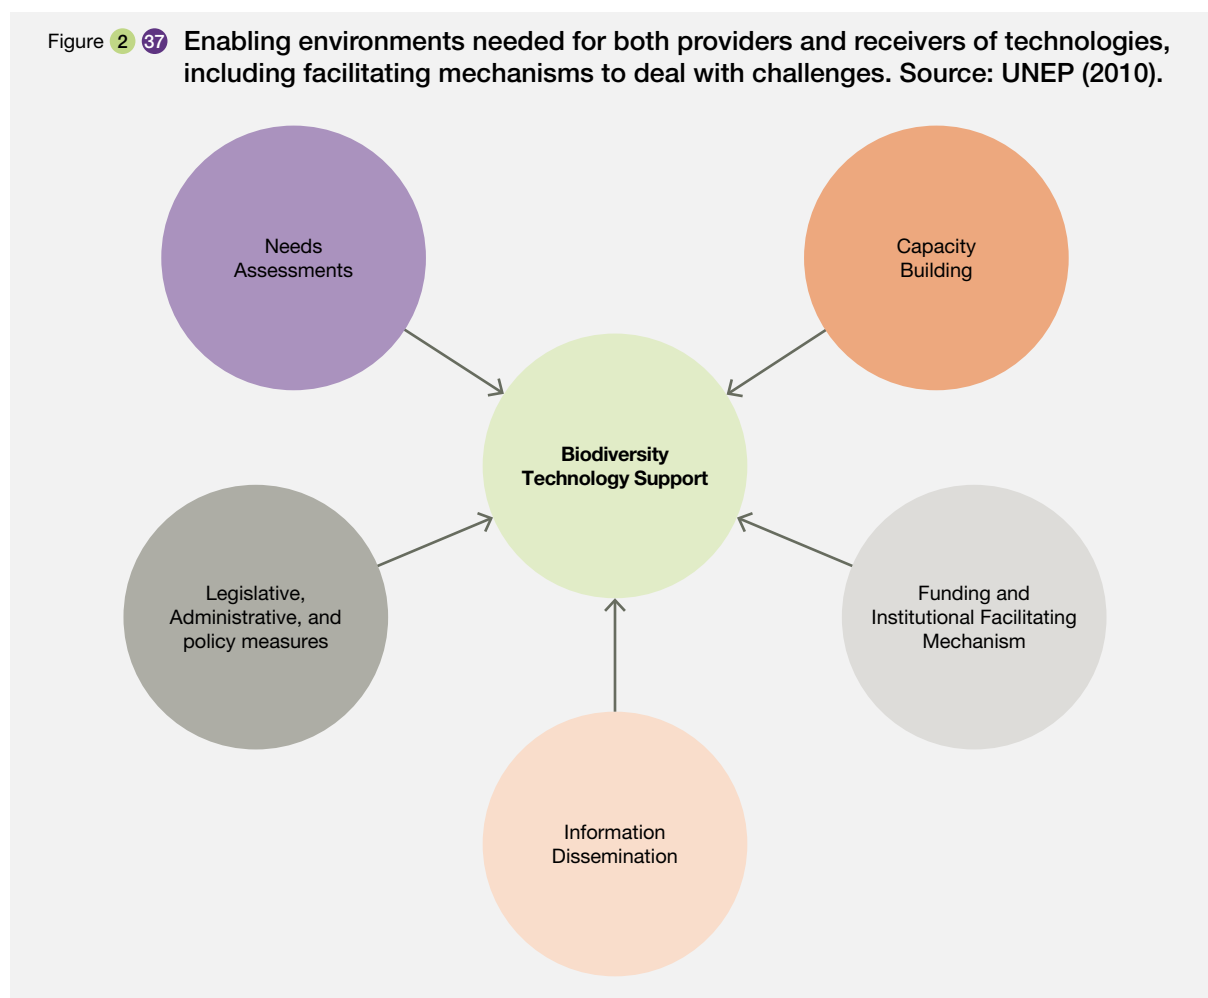 Figure 2 37 Enabling environments needed for both providers and receivers of technologies,
including facilitating mechanisms to deal with challenges. Source: UNEP (2010).
Needs
Assessments
Capacity
Building
Biodiversity
Technology Support
Legislative,
Administrative, and
policy measures
Funding and
Institutional Facilitating
Mechanism
Information
Dissemination